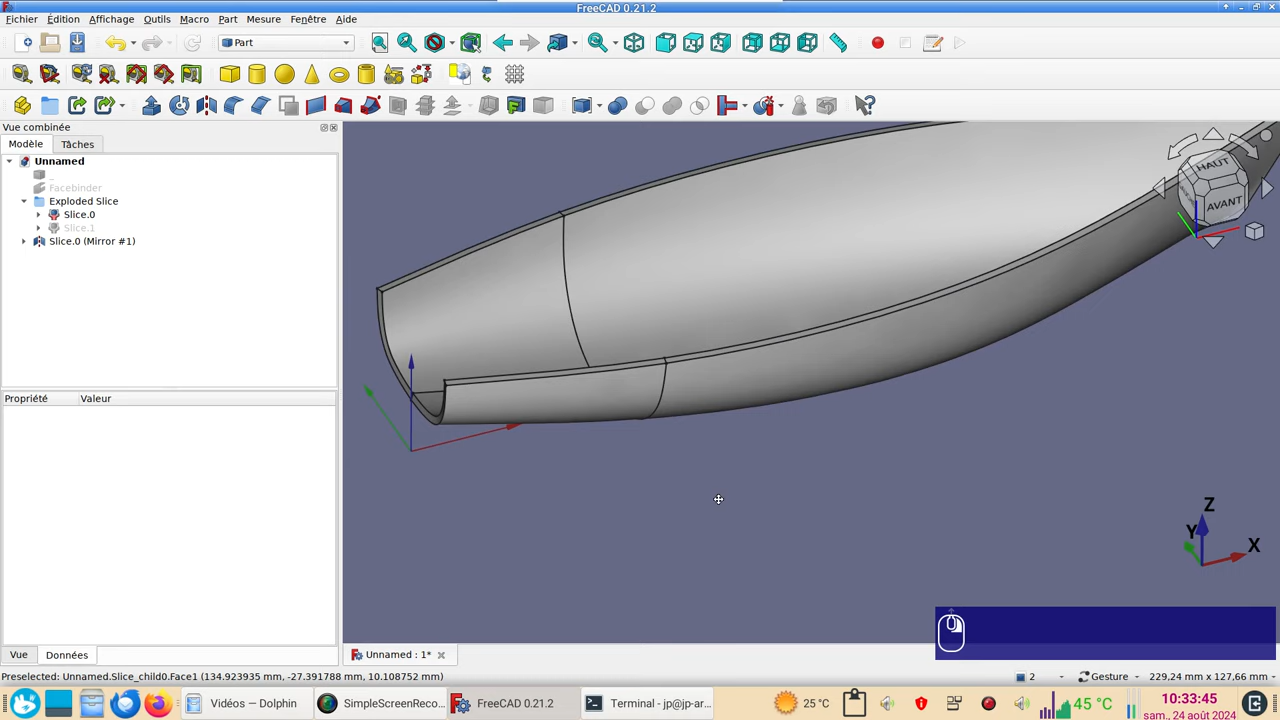 FreeCAD 0.21.2
Fichier Édition Affichage Outils Macro Part Mesure Fenêtre Aide
Part
Vue combinée
Modèle Tâches
Unnamed
_
Facebinder
Exploded Slice
Slice.0
Slice.1
Slice.0 (Mirror #1)
HAUT
AVANT
Propriété Valeur
Z
Y
X
Vue Données
Unnamed : 1*
Preselected: Unnamed.Slice_child0.Face1 (134.923935 mm, -27.391788 mm, 10.108752 mm)
2
Gesture
229,24 mm x 127,66 mm
Vidéos — Dolphin
SimpleScreenReco...
FreeCAD 0.21.2
Terminal - jp@jp-ar...
25 °C
45 °C
10:33:45
sam., 24 août 2024